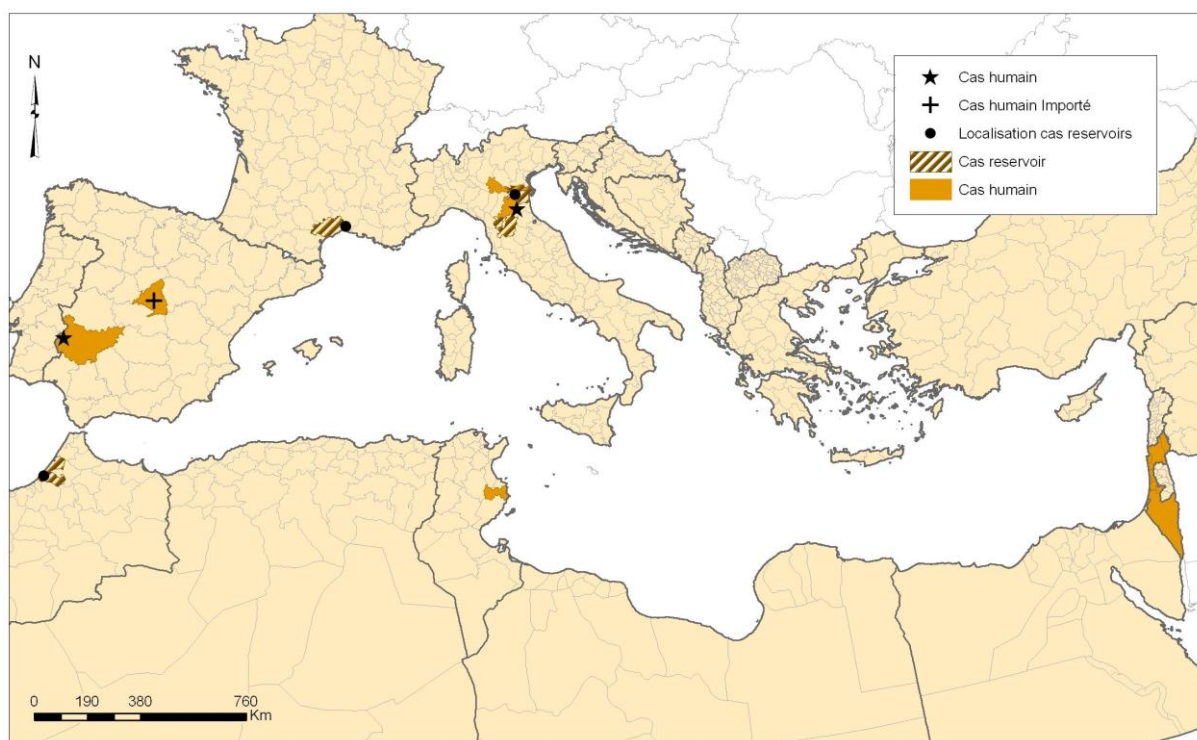 N
Cas humain
Cas humain Importé
Localisation cas reservoirs
Cas reservoir
Cas humain
0 190 380 760
Km